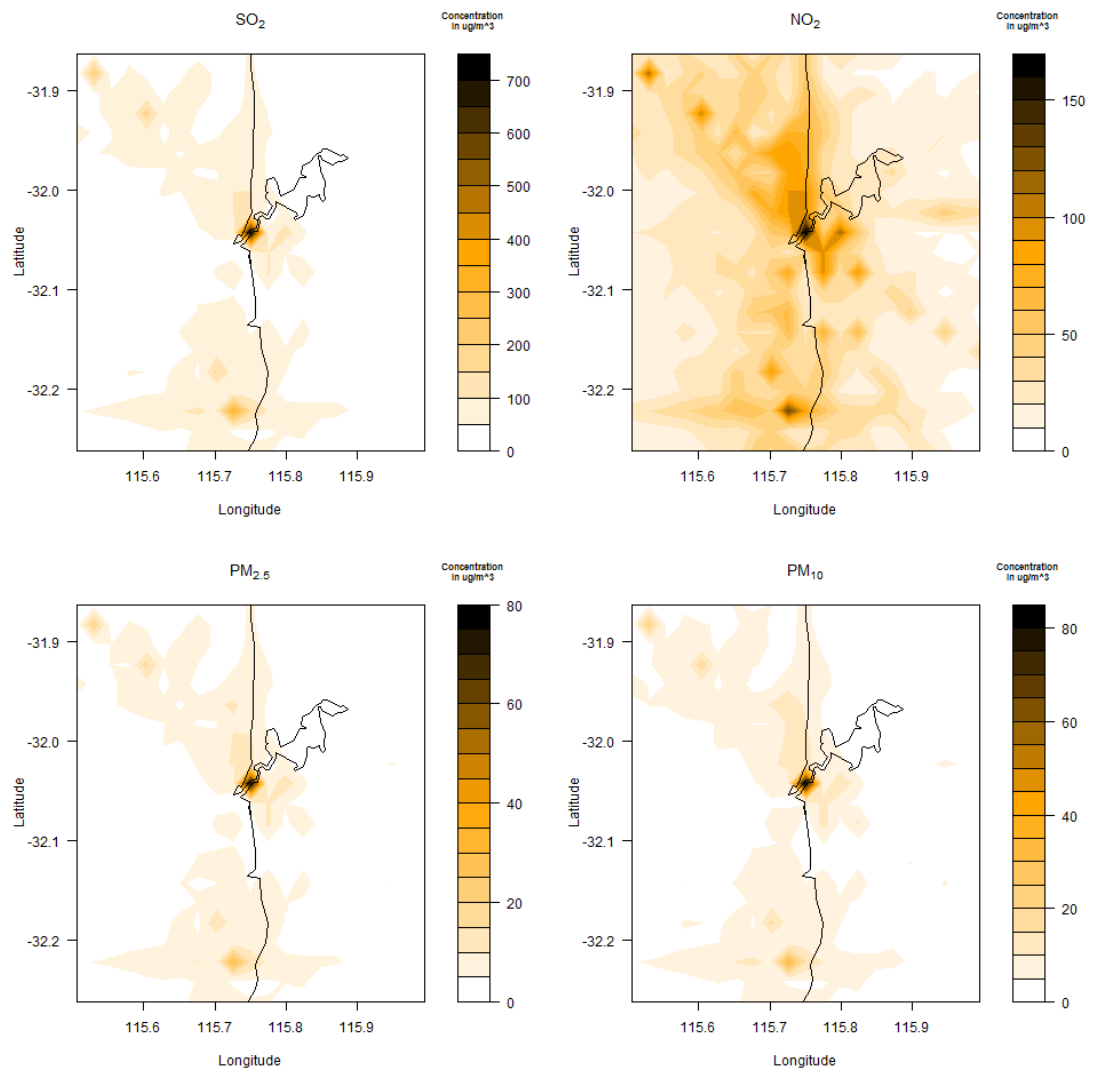 SO2
Concentration
in ug/m^3
-31.9
-32.0
-32.1
-32.2
Latitude
115.6 115.7 115.8 115.9
Longitude
700
600
500
400
300
200
100
0
NO2
Concentration
in ug/m^3
-31.9
-32.0
-32.1
-32.2
Latitude
115.6 115.7 115.8 115.9
Longitude
150
100
50
0
PM2.5
Concentration
in ug/m^3
-31.9
-32.0
-32.1
-32.2
Latitude
115.6 115.7 115.8 115.9
Longitude
80
60
40
20
0
PM10
Concentration
in ug/m^3
-31.9
-32.0
-32.1
-32.2
Latitude
115.6 115.7 115.8 115.9
Longitude
80
60
40
20
0